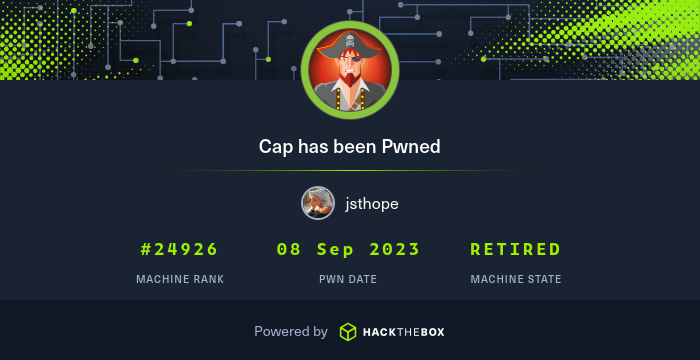 Cap has been Pwned
jsthope
#24926 08 Sep 2023 RETIRED
MACHINE RANK PWN DATE MACHINE STATE
Powered by HACKTHEBOX